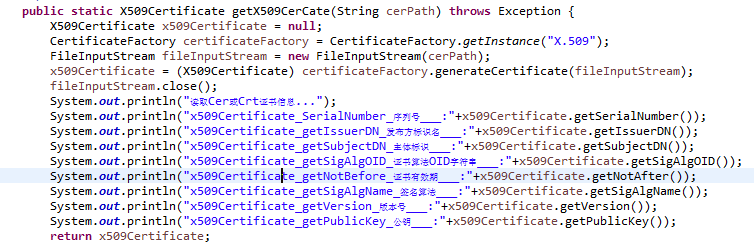 public static X509Certificate getX509CerCate(String cerPath) throws Exception {
X509Certificate x509Certificate = null;
CertificateFactory certificateFactory = CertificateFactory.getInstance("X.509");
FileInputStream fileInputStream = new FileInputStream(cerPath);
x509Certificate = (X509Certificate) certificateFactory.generateCertificate(fileInputStream);
fileInputStream.close();
System.out.println("读取Cer或Crt证书信息...");
System.out.println("x509Certificate_SerialNumber_序列号___:"+x509Certificate.getSerialNumber());
System.out.println("x509Certificate_getIssuerDN_发布方标识名___:"+x509Certificate.getIssuerDN());
System.out.println("x509Certificate_getSubjectDN_主体标识___:"+x509Certificate.getSubjectDN());
System.out.println("x509Certificate_getSigAlgOID_证书算法OID字符串___:"+x509Certificate.getSigAlgOID());
System.out.println("x509Certificate_getNotBefore_证书有效期___:"+x509Certificate.getNotAfter());
System.out.println("x509Certificate_getSigAlgName_签名算法___:"+x509Certificate.getSigAlgName());
System.out.println("x509Certificate_getVersion_版本号___:"+x509Certificate.getVersion());
System.out.println("x509Certificate_getPublicKey_公钥___:"+x509Certificate.getPublicKey());
return x509Certificate;